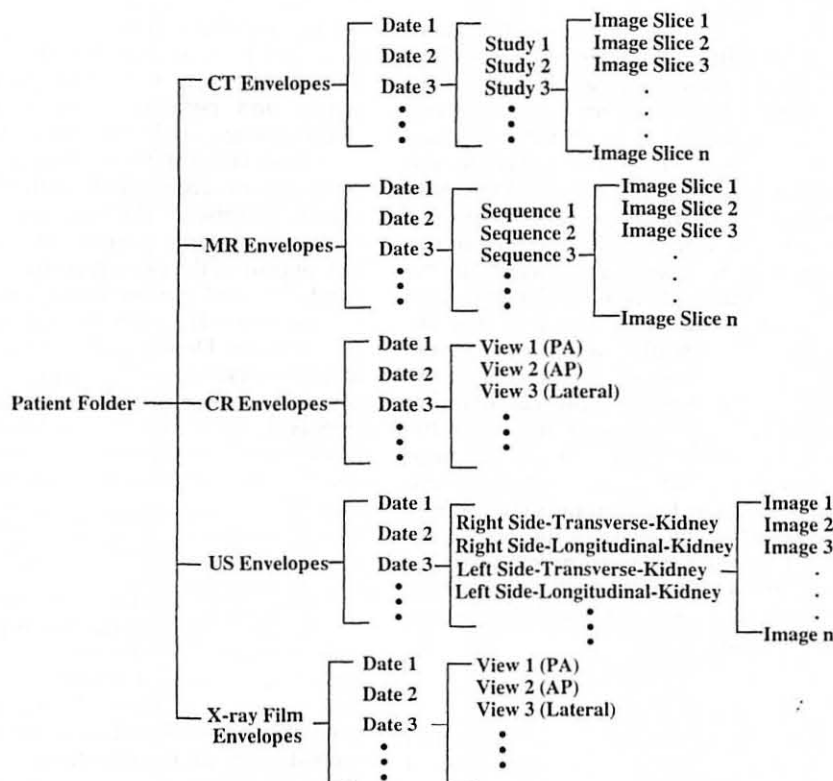 Patient Folder
CT Envelopes
Date 1
Date 2
Date 3
Study 1
Study 2
Study 3
Image Slice 1
Image Slice 2
Image Slice 3
Image Slice n
MR Envelopes
Date 1
Date 2
Date 3
Sequence 1
Sequence 2
Sequence 3
Image Slice 1
Image Slice 2
Image Slice 3
Image Slice n
CR Envelopes
Date 1
Date 2
Date 3
View 1 (PA)
View 2 (AP)
View 3 (Lateral)
US Envelopes
Date 1
Date 2
Date 3
Right Side-Transverse-Kidney
Right Side-Longitudinal-Kidney
Left Side-Transverse-Kidney
Left Side-Longitudinal-Kidney
Image 1
Image 2
Image 3
Image n
X-ray Film
Envelopes
Date 1
Date 2
Date 3
View 1 (PA)
View 2 (AP)
View 3 (Lateral)